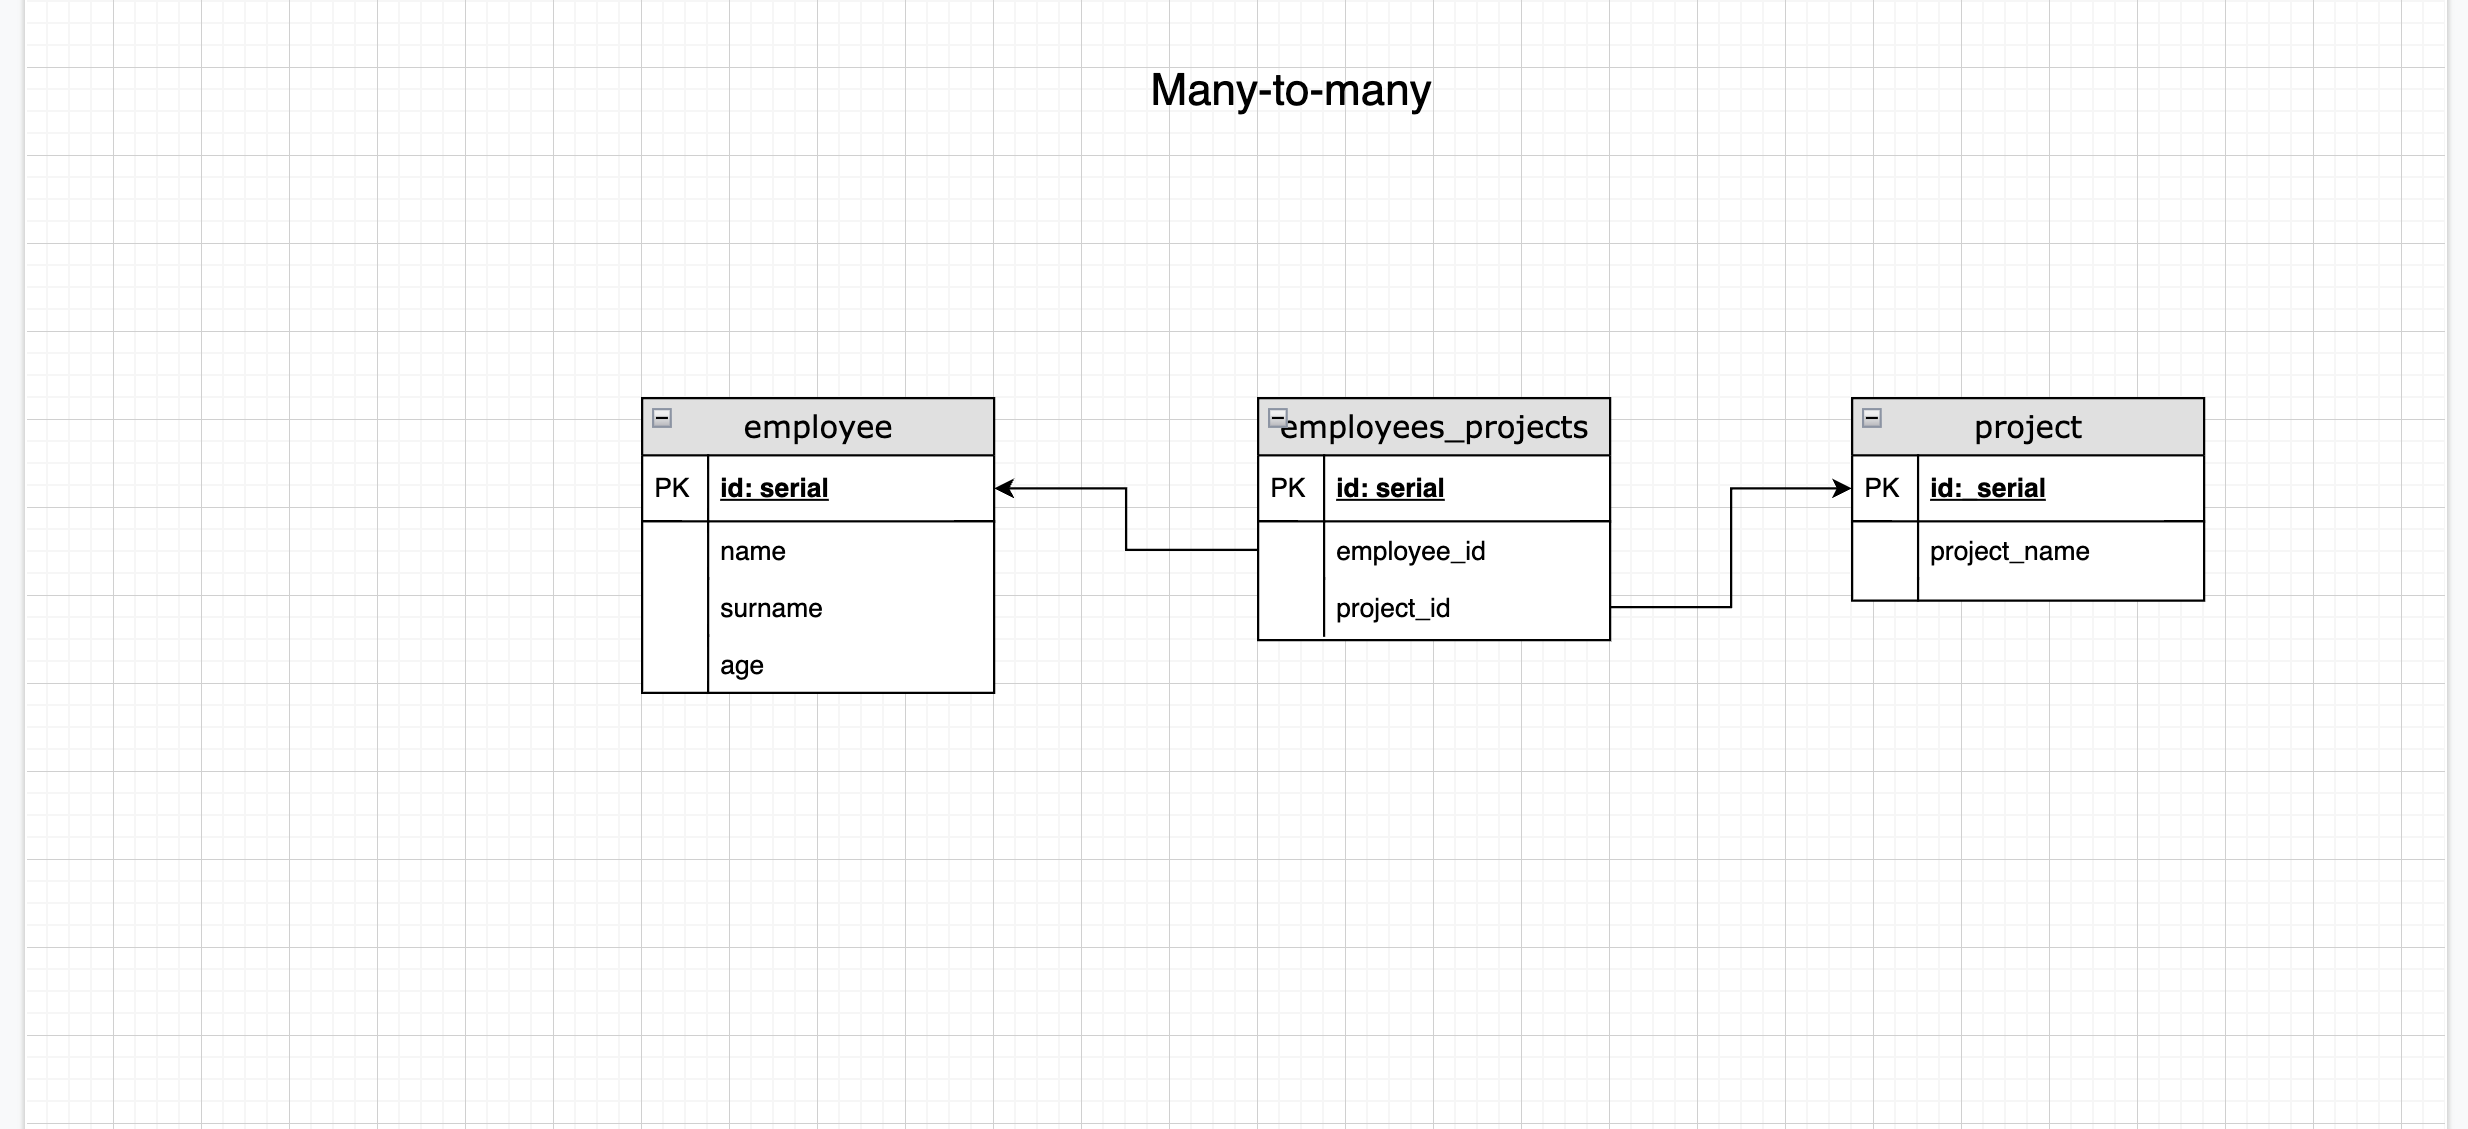 Many-to-many
employee
PK id: serial
name
surname
age
employees_projects
PK id: serial
employee_id
project_id
project
PK id:_serial
project_name